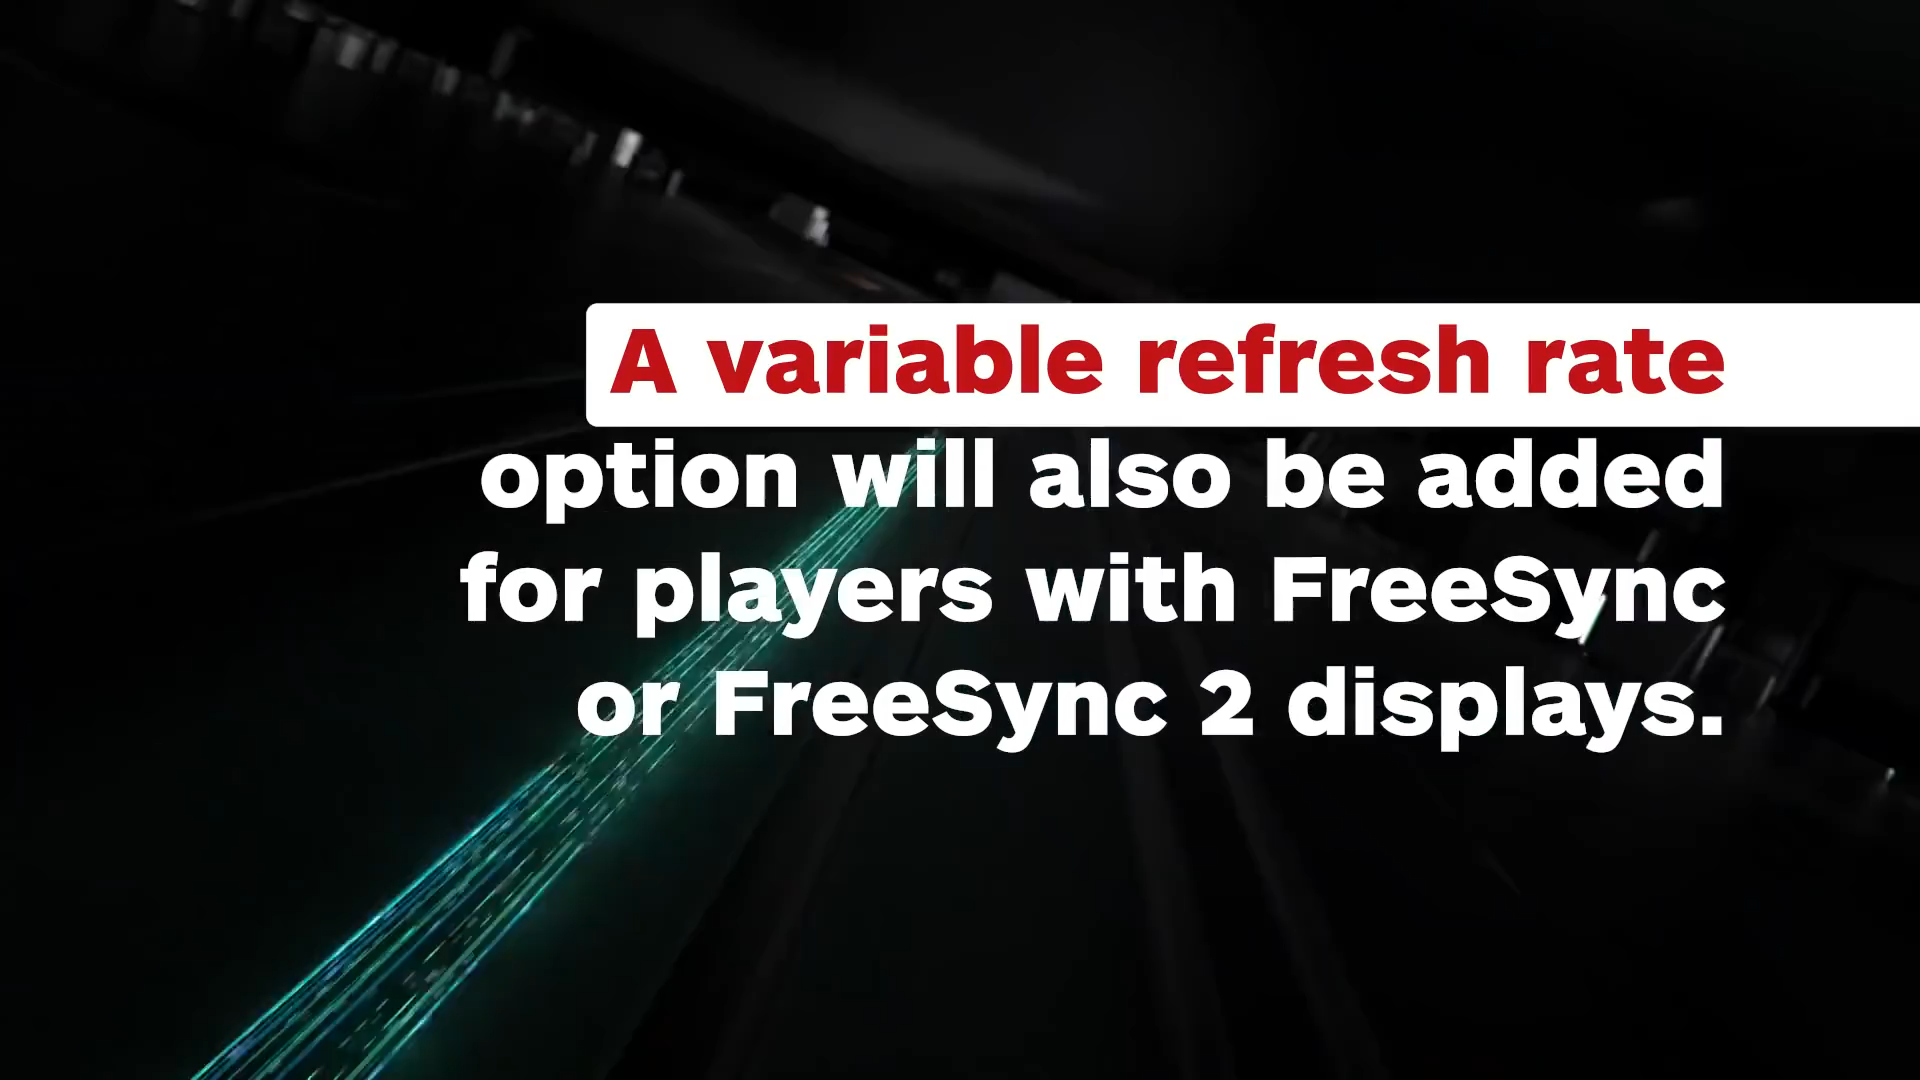 A variable refresh rate
option will also be added
for players with FreeSync
or FreeSync 2 displays.